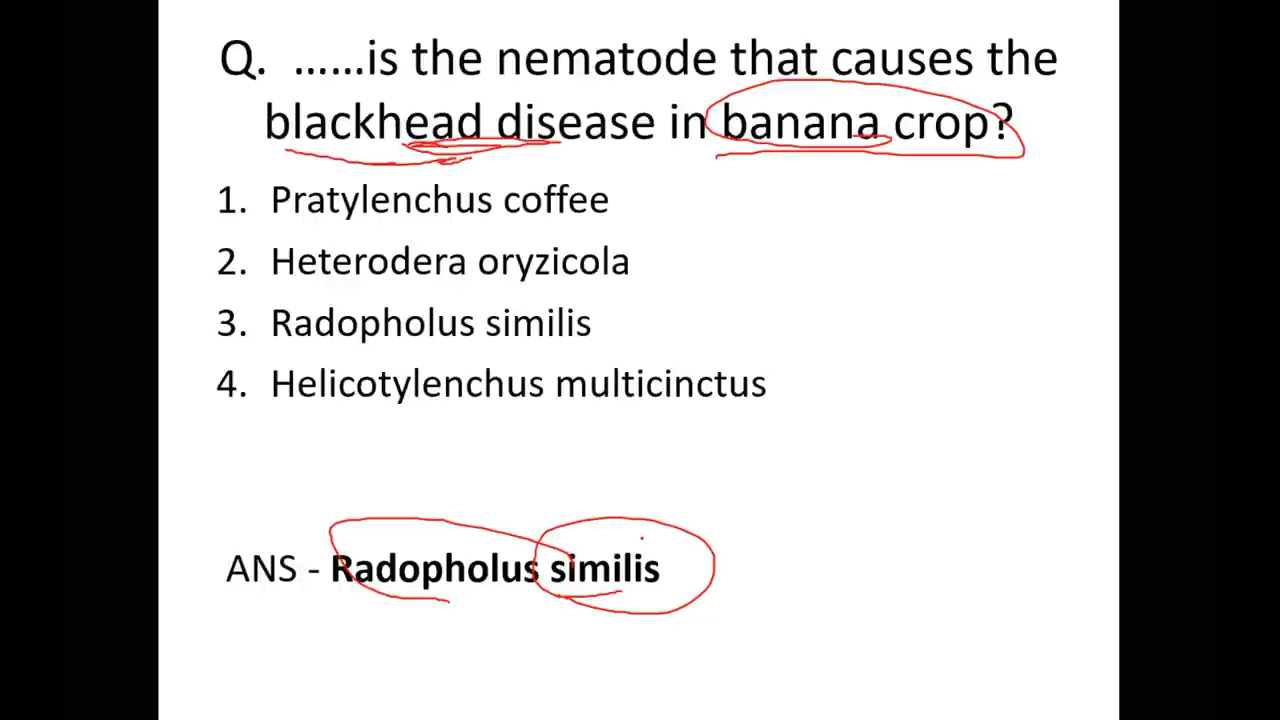 Q. ......is the nematode that causes the
blackhead disease in banana crop?
1. Pratylenchus coffee
2. Heterodera oryzicola
3. Radopholus similis
4. Helicotylenchus multicinctus
ANS - Radopholus similis